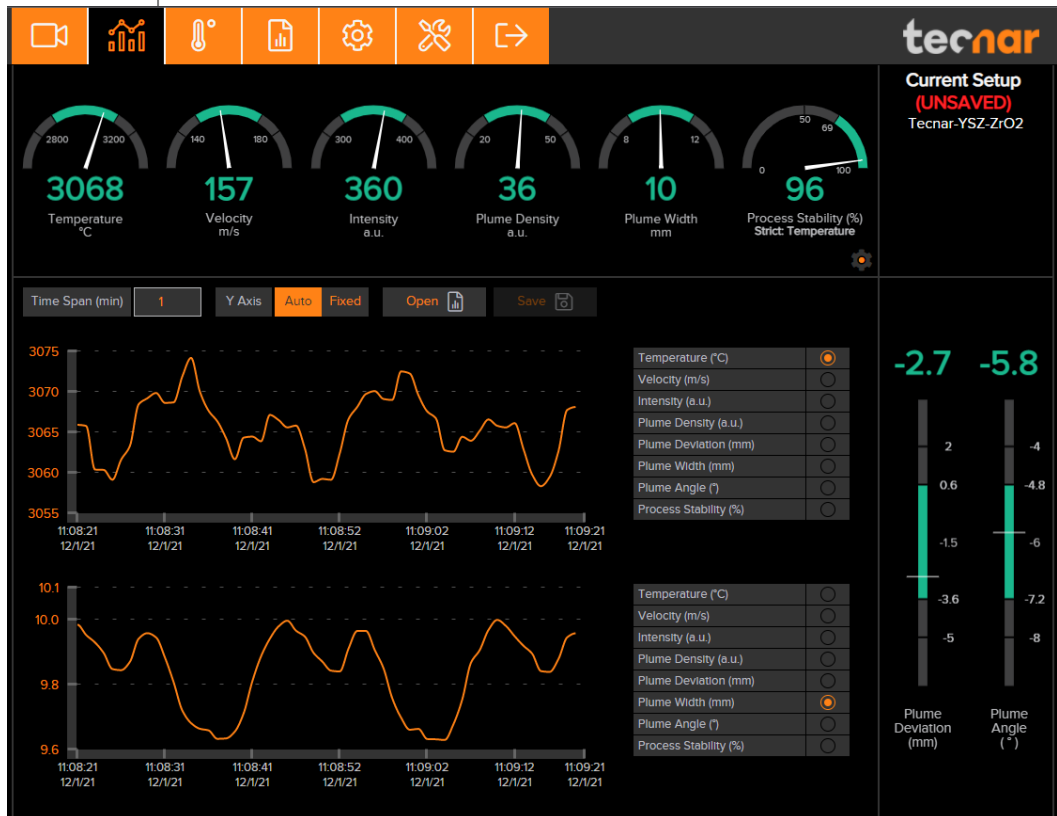 tecnar
Current Setup
(UNSAVED)
Tecnar-YSZ-ZrO2
2800 3200
3068
Temperature
°C
140 180
157
Velocity
m/s
300 400
360
Intensity
a.u.
20 50
36
Plume Density
a.u.
8 12
10
Plume Width
mm
0 50 69 100
96
Process Stability (%)
Strict: Temperature
Time Span (min) 1 Y Axis Auto Fixed Open Save
3075
3070
3065
3060
3055
11:08:21 11:08:31 11:08:41 11:08:52 11:09:02 11:09:12 11:09:21
12/1/21 12/1/21 12/1/21 12/1/21 12/1/21 12/1/21 12/1/21
Temperature (°C)
Velocity (m/s)
Intensity (a.u.)
Plume Density (a.u.)
Plume Deviation (mm)
Plume Width (mm)
Plume Angle (°)
Process Stability (%)
10.1
10.0
9.8
9.6
11:08:21 11:08:31 11:08:41 11:08:52 11:09:02 11:09:12 11:09:21
12/1/21 12/1/21 12/1/21 12/1/21 12/1/21 12/1/21 12/1/21
Temperature (°C)
Velocity (m/s)
Intensity (a.u.)
Plume Density (a.u.)
Plume Deviation (mm)
Plume Width (mm)
Plume Angle (°)
Process Stability (%)
-2.7 -5.8
2 -4
0.6 -4.8
-1.5 -6
-3.6 -7.2
-5 -8
Plume Plume
Deviation Angle
(mm) (°)